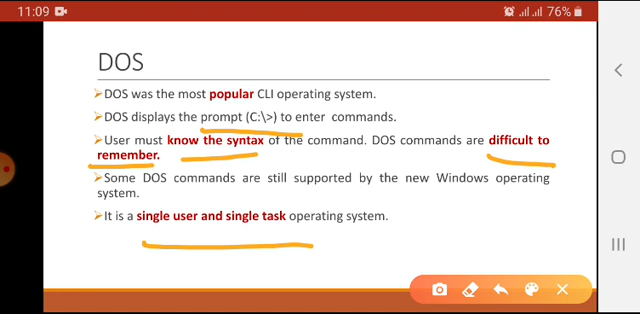 11:09
76%
DOS
➢DOS was the most popular CLI operating system.
➢DOS displays the prompt (C:\>) to enter commands.
➢User must know the syntax of the command. DOS commands are difficult to
remember.
➢Some DOS commands are still supported by the new Windows operating
system.
➢It is a single user and single task operating system.